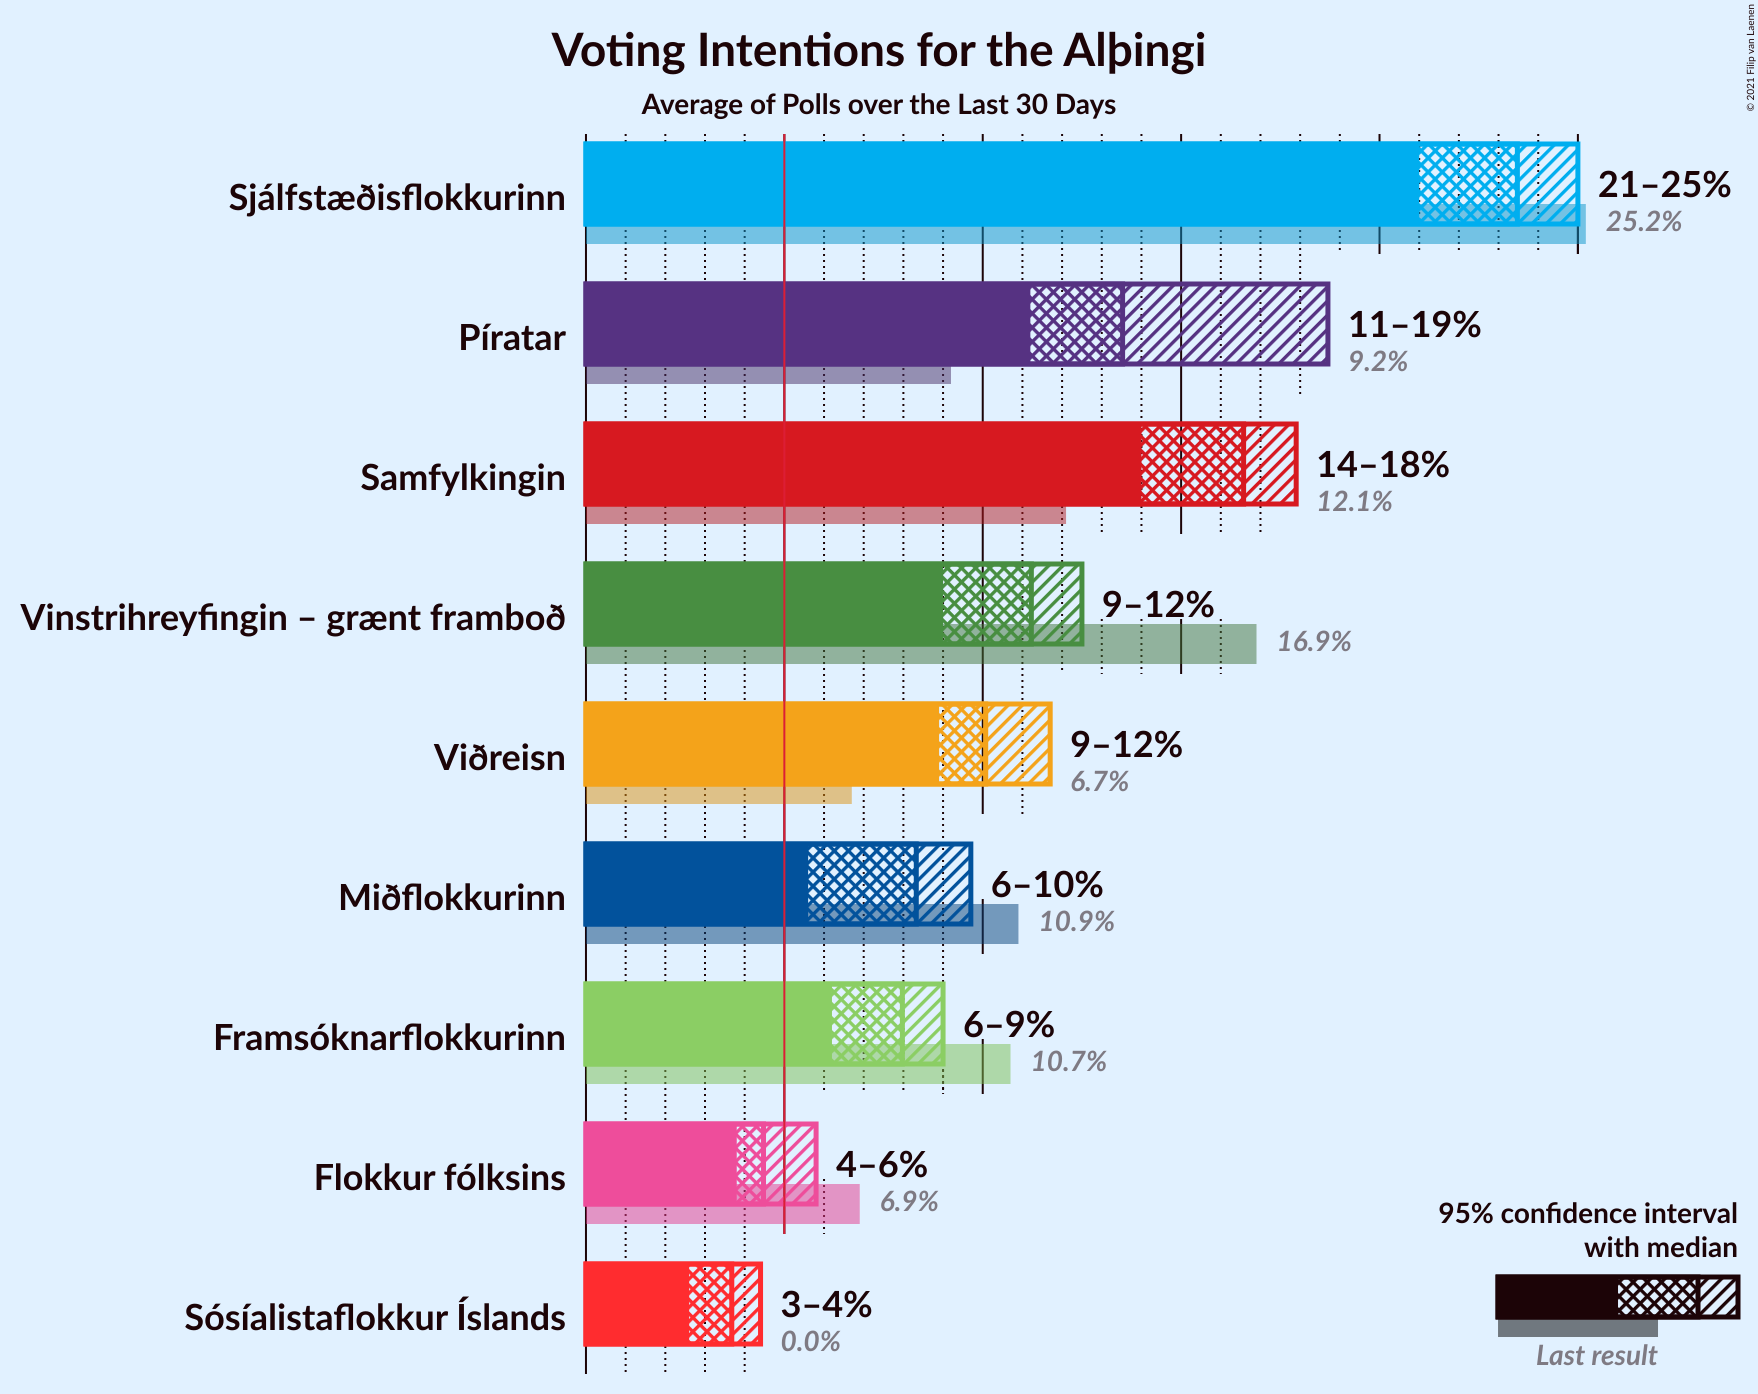 © 2021 Filip van Laenen
Voting Intentions for the Alþingi
Average of Polls over the Last 30 Days
Sjálfstæðisflokkurinn
21–25%
25.2%
Píratar
11–19%
9.2%
Samfylkingin
14–18%
12.1%
Vinstrihreyfingin – grænt framboð
9–12%
16.9%
Viðreisn
9–12%
6.7%
Miðflokkurinn
6–10%
10.9%
Framsóknarflokkurinn
6–9%
10.7%
Flokkur fólksins
4–6%
6.9%
Sósíalistaflokkur Íslands
3–4%
0.0%
95% confidence interval
with median
Last result